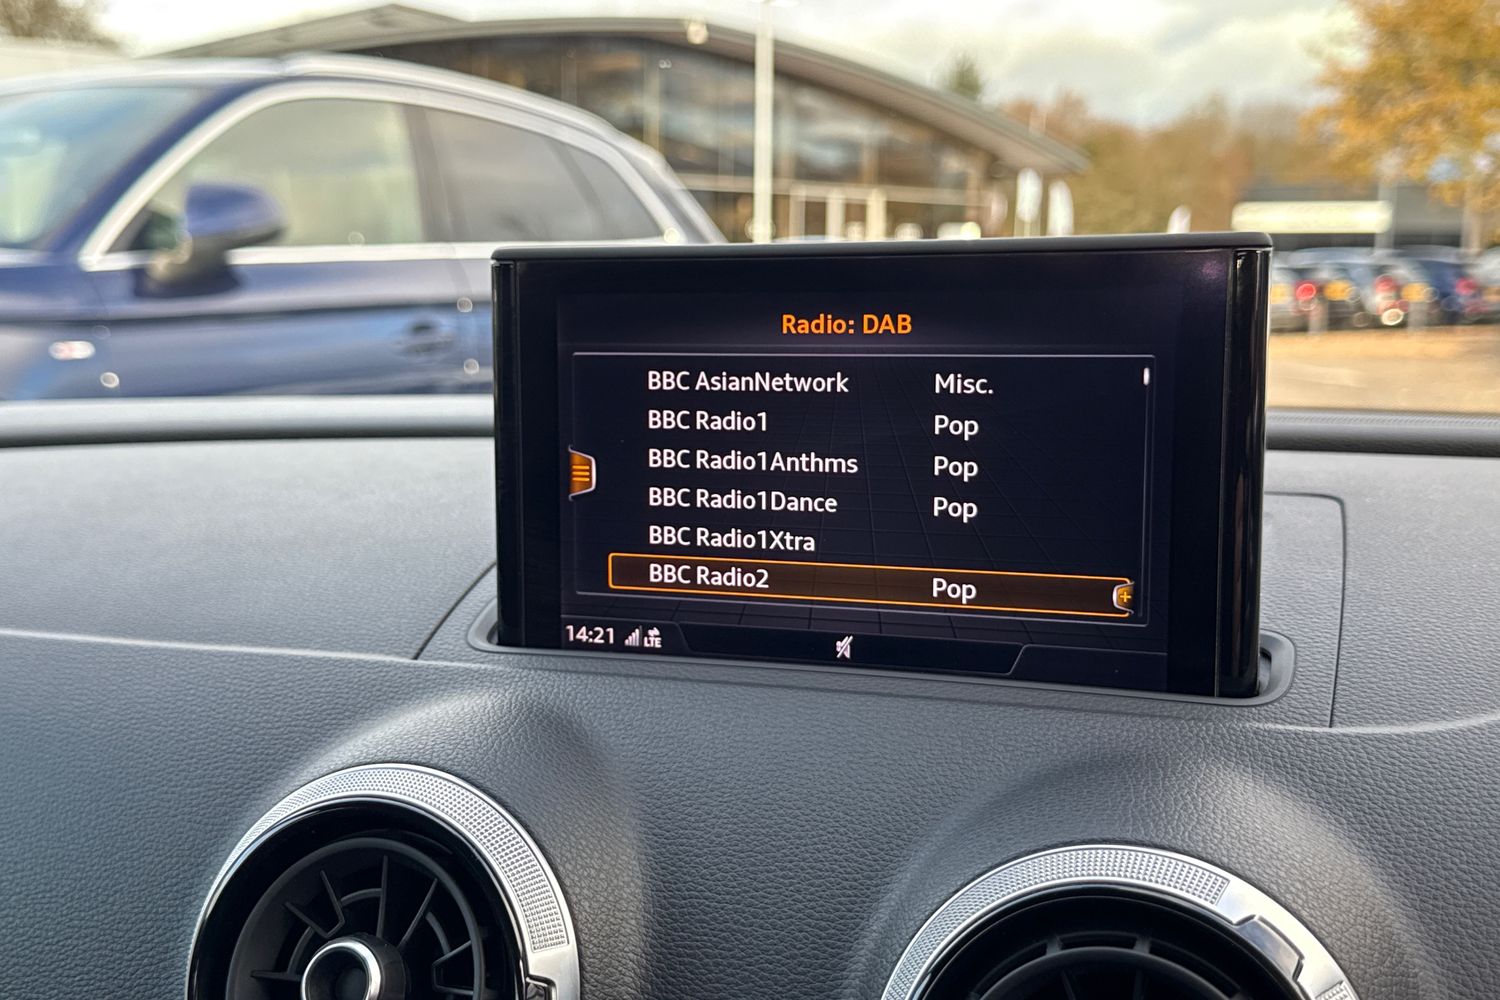 Radio: DAB
BBC AsianNetwork Misc.
BBC Radio1 Pop
BBC Radio1Anthms Pop
BBC Radio1Dance Pop
BBC Radio1Xtra
BBC Radio2 Pop
14:21 LTE